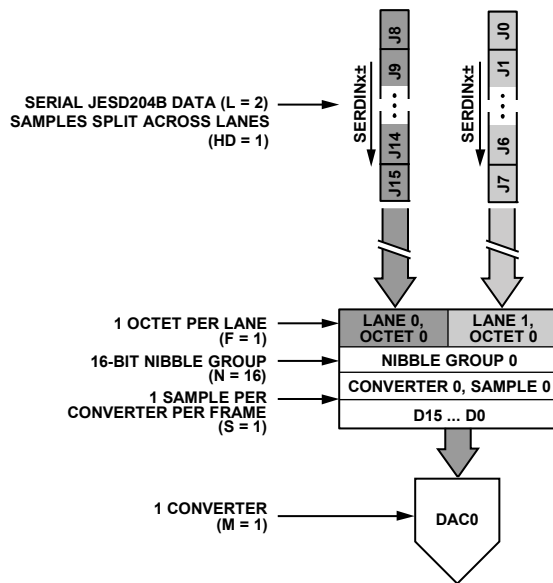 J8
J9
...
J14
J15
SERDINx±
J0
J1
...
J6
J7
SERDINx±
SERIAL JESD204B DATA (L = 2)
SAMPLES SPLIT ACROSS LANES
(HD = 1)
1 OCTET PER LANE
(F = 1)
LANE 0,
OCTET 0
LANE 1,
OCTET 0
16-BIT NIBBLE GROUP
(N = 16)
NIBBLE GROUP 0
1 SAMPLE PER
CONVERTER PER FRAME
(S = 1)
CONVERTER 0, SAMPLE 0
D15 ... D0
1 CONVERTER
(M = 1)
DAC0